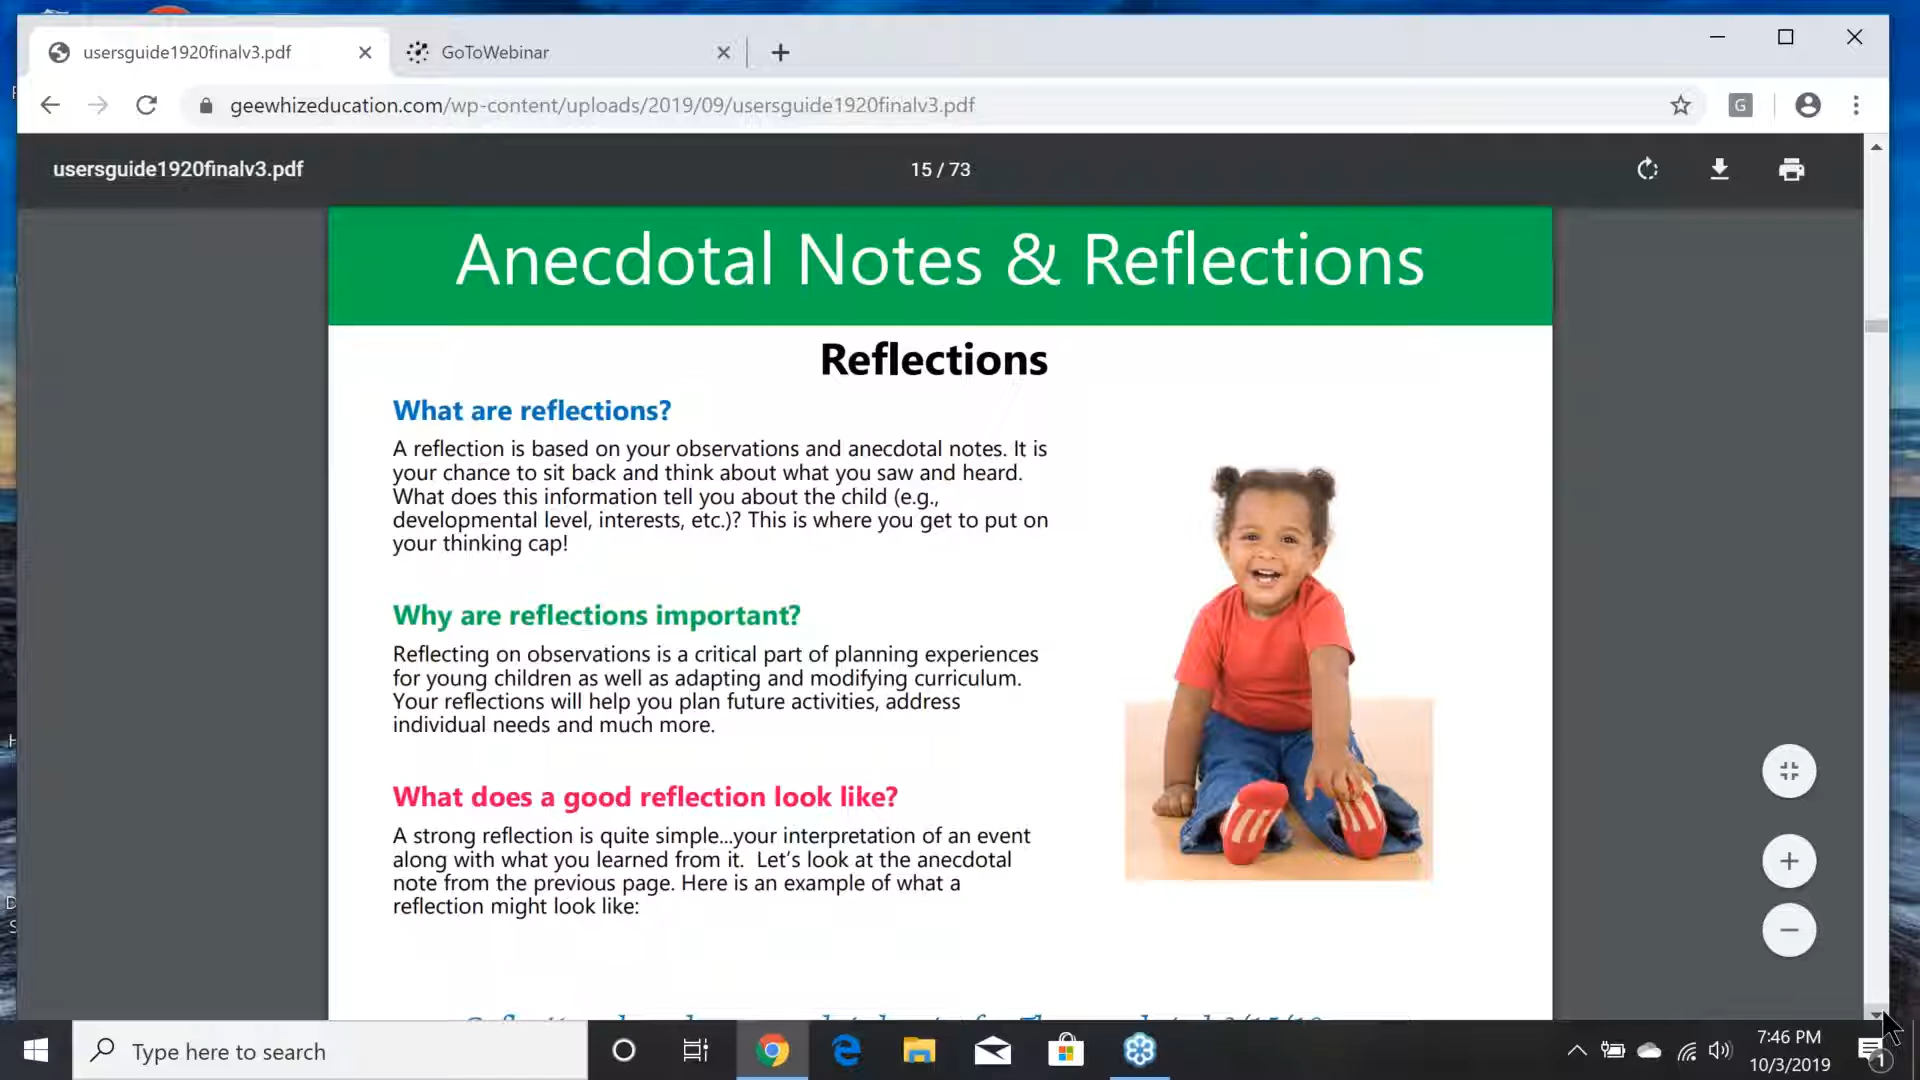 usersguide1920finalv3.pdf
GoToWebinar
geewhizeducation.com/wp-content/uploads/2019/09/usersguide1920finalv3.pdf
G
usersguide1920finalv3.pdf
15 / 73
Anecdotal Notes & Reflections
Reflections
What are reflections?
A reflection is based on your observations and anecdotal notes. It is
your chance to sit back and think about what you saw and heard.
What does this information tell you about the child (e.g.,
developmental level, interests, etc.)? This is where you get to put on
your thinking cap!
Why are reflections important?
Reflecting on observations is a critical part of planning experiences
for young children as well as adapting and modifying curriculum.
Your reflections will help you plan future activities, address
individual needs and much more.
What does a good reflection look like?
A strong reflection is quite simple...your interpretation of an event
along with what you learned from it. Let's look at the anecdotal
note from the previous page. Here is an example of what a
reflection might look like:
Type here to search
7:46 PM
10/3/2019
1